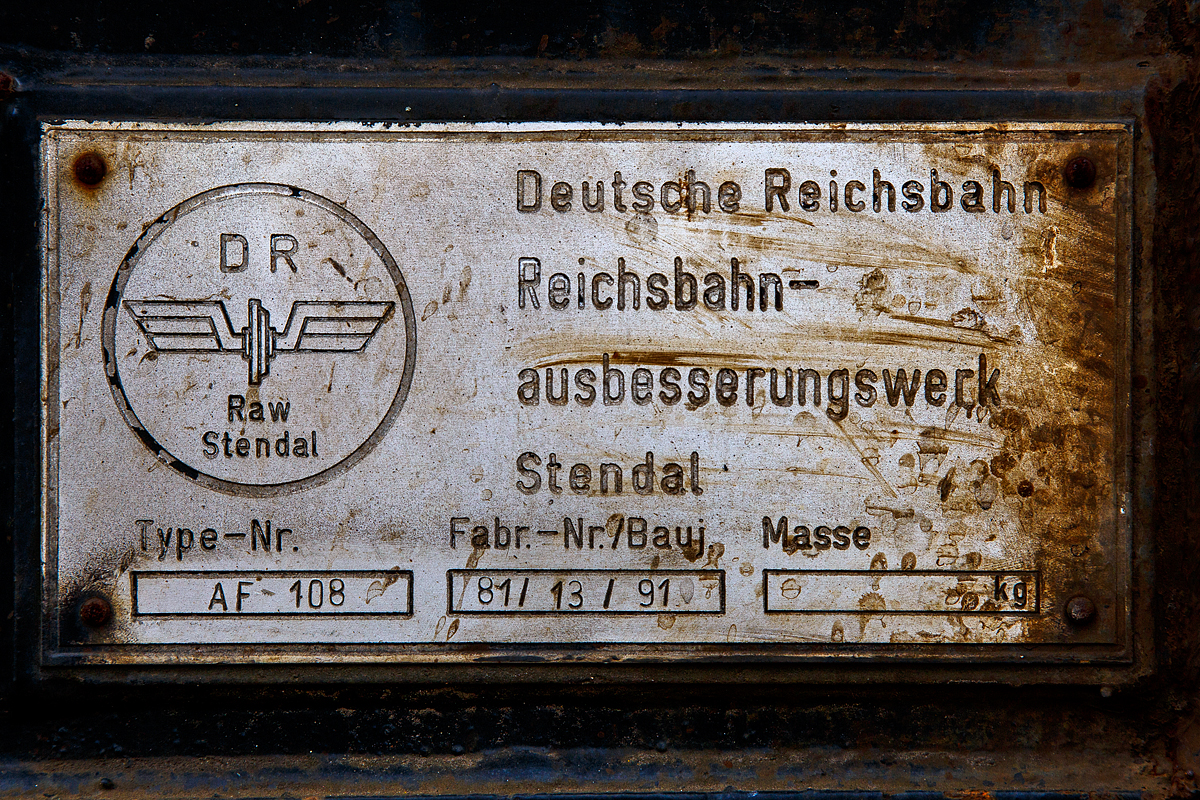 DR
Raw
Stendal
Deutsche Reichsbahn
Reichsbahn-
ausbesserungswerk
Stendal
Type-Nr. Fabr.-Nr./Bauj. Masse
AF 108 81/ 13 / 91 kg